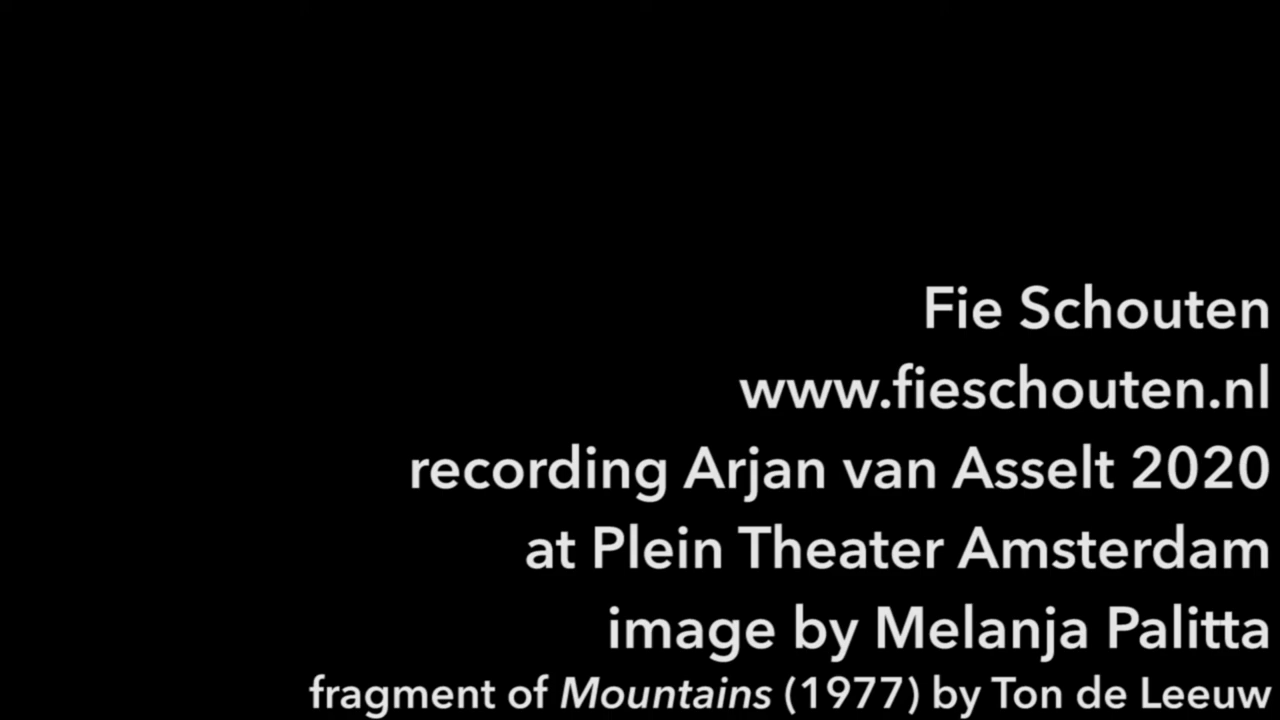 Fie Schouten
www.fieschouten.nl
recording Arjan van Asselt 2020
at Plein Theater Amsterdam
image by Melanja Palitta
fragment of Mountains (1977) by Ton de Leeuw